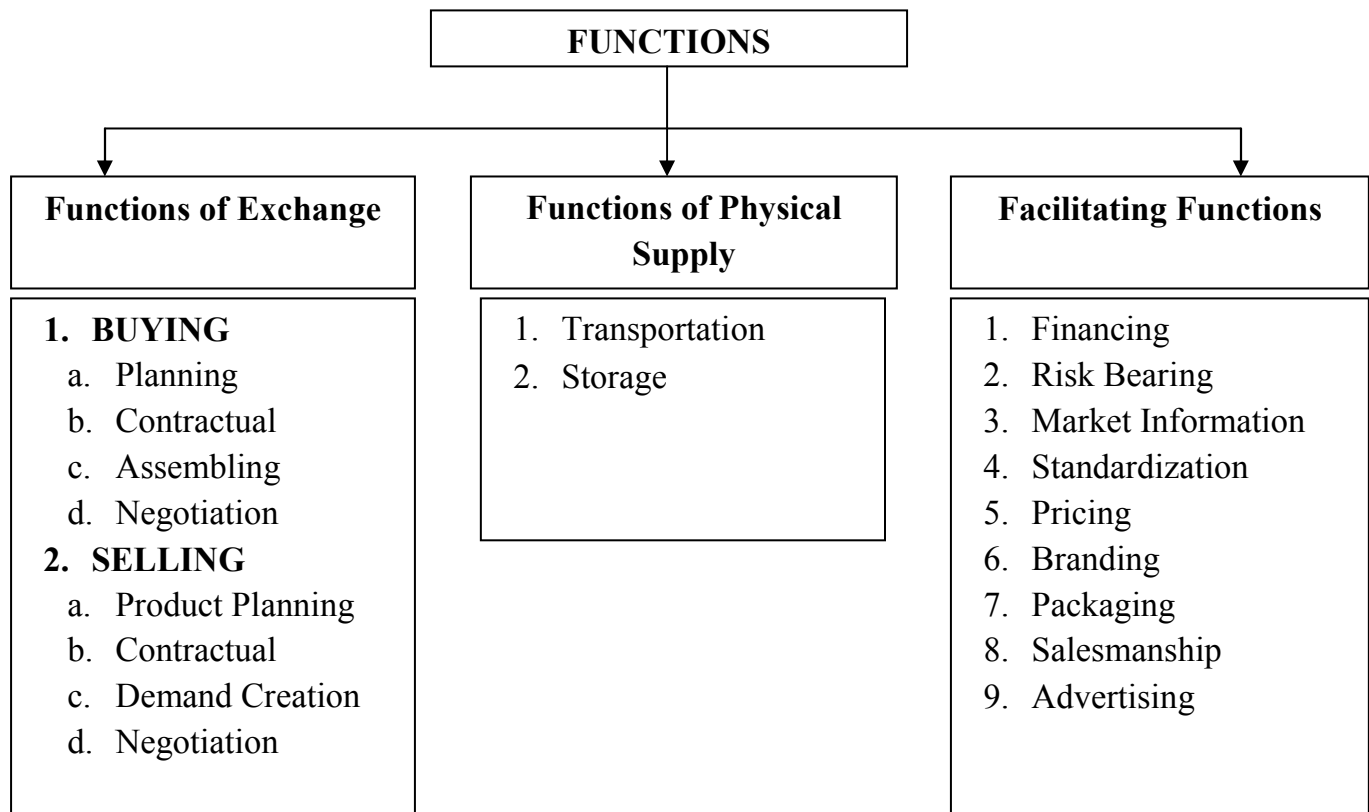 FUNCTIONS
Functions of Exchange
1. BUYING
a. Planning
b. Contractual
c. Assembling
d. Negotiation
2. SELLING
a. Product Planning
b. Contractual
c. Demand Creation
d. Negotiation
Functions of Physical
Supply
1. Transportation
2. Storage
Facilitating Functions
1. Financing
2. Risk Bearing
3. Market Information
4. Standardization
5. Pricing
6. Branding
7. Packaging
8. Salesmanship
9. Advertising